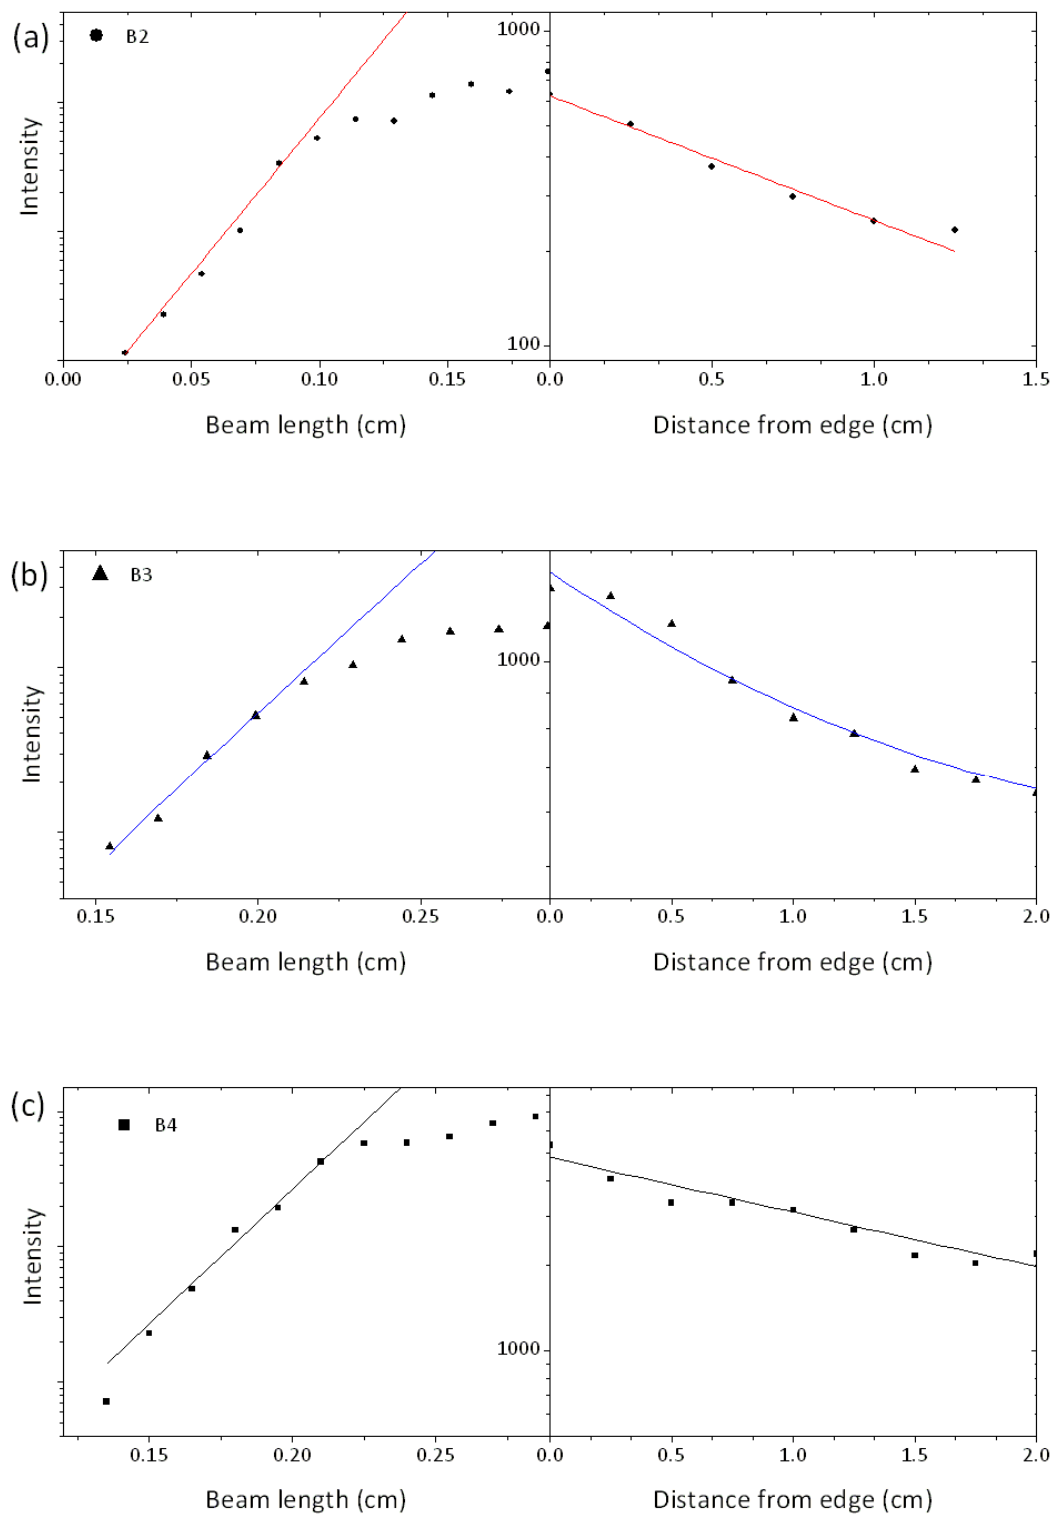 (a)
B2
Intensity
1000
100
0.00 0.05 0.10 0.15 0.0 0.5 1.0 1.5
Beam length (cm) Distance from edge (cm)
(b)
B3
Intensity
1000
0.15 0.20 0.25 0.0 0.5 1.0 1.5 2.0
Beam length (cm) Distance from edge (cm)
(c)
B4
Intensity
1000
0.15 0.20 0.25 0.0 0.5 1.0 1.5 2.0
Beam length (cm) Distance from edge (cm)